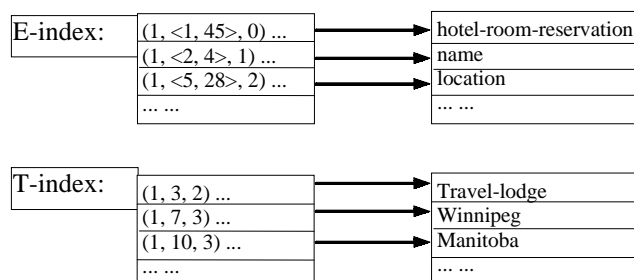 E-index:
(1, <1, 45>, 0) ...
hotel-room-reservation
(1, <2, 4>, 1) ...
name
(1, <5, 28>, 2) ...
location
... ...
... ...
T-index:
(1, 3, 2) ...
Travel-lodge
(1, 7, 3) ...
Winnipeg
(1, 10, 3) ...
Manitoba
... ...
... ...